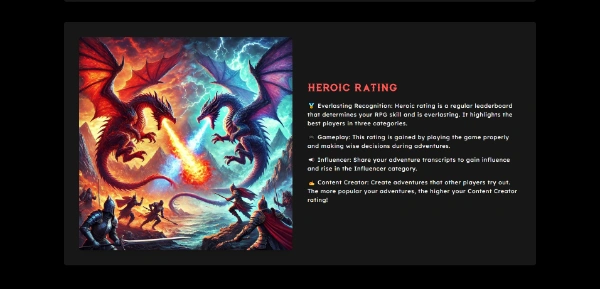 HEROIC RATING
🏅 Everlasting Recognition: Heroic rating is a regular leaderboard
that determines your RPG skill and is everlasting. It highlights the
best players in three categories.
🎮 Gameplay: This rating is gained by playing the game properly
and making wise decisions during adventures.
📢 Influencer: Share your adventure transcripts to gain influence
and rise in the Influencer category.
✍️ Content Creator: Create adventures that other players try out.
The more popular your adventures, the higher your Content Creator
rating!